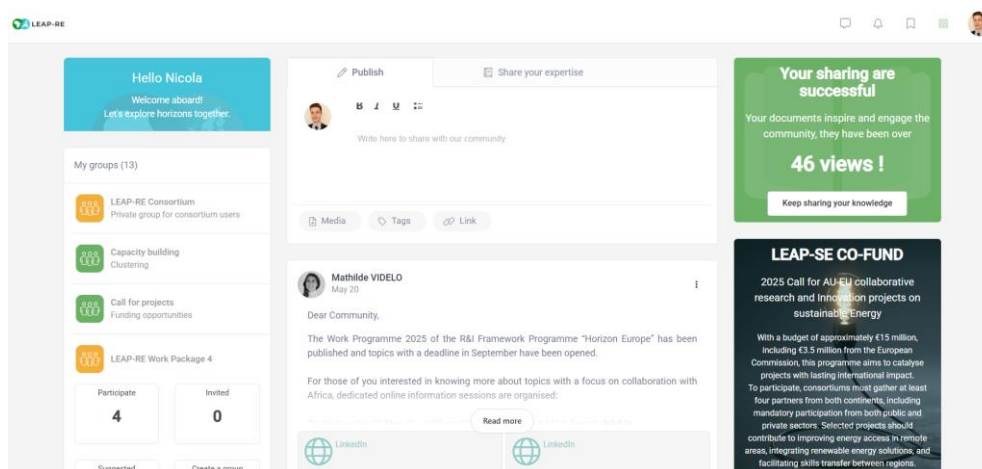 LEAP-RE
Hello Nicola
Welcome aboard!
Let's explore horizons together.
My groups (13)
LEAP-RE Consortium
Private group for consortium users
Capacity building
Clustering
Call for projects
Funding opportunities
LEAP-RE Work Package 4
Participate
4
Invited
0
Suggested
Create a group
Publish
Share your expertise
B I U
Write here to share with our community
Media
Tags
Link
Mathilde VIDELO
May 20
Dear Community,
The Work Programme 2025 of the R&I Framework Programme "Horizon Europe" has been
published and topics with a deadline in September have been opened.
For those of you interested in knowing more about topics with a focus on collaboration with
Africa, dedicated online information sessions are organised:
Read more
LinkedIn
LinkedIn
Your sharing are
successful
Your documents inspire and engage the
community, they have been over
46 views !
Keep sharing your knowledge
LEAP-SE CO-FUND
2025 Call for AU-EU collaborative
research and Innovation projects on
sustainable Energy
With a budget of approximately €15 million,
including €3.5 million from the European
Commission, this programme aims to catalyse
projects with lasting international impact.
To participate, consortiums must gather at least
four partners from both continents, including
mandatory participation from both public and
private sectors. Selected projects should
contribute to improving energy access in remote
areas, integrating renewable energy solutions, and
facilitating skills transfer between regions.